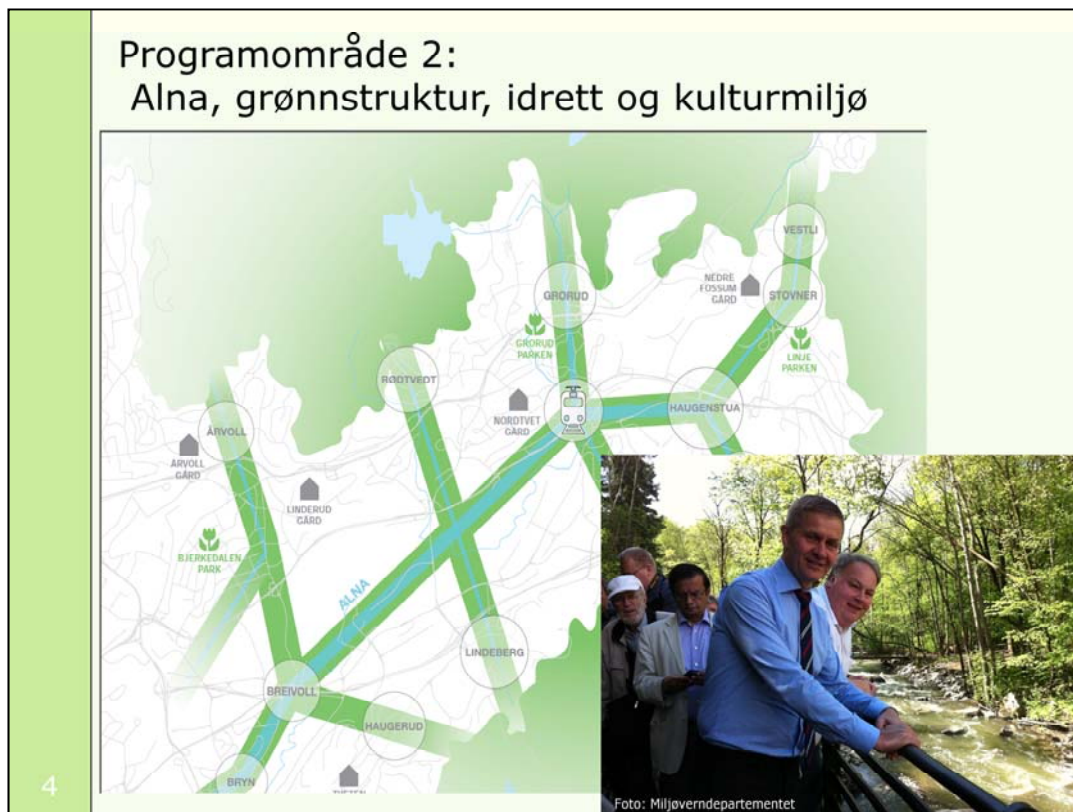 Programområde 2:
Alna, grønnstruktur, idrett og kulturmiljø
VESTLI
NEDRE
FOSSUM
GÅRD
STOVNER
GRORUD
GRORUD
PARKEN
LINJE
PARKEN
RØDTVEDT
HAUGENSTUA
NORDTVET
GÅRD
ÅRVOLL
ÅRVOLL
GÅRD
LINDERUD
GÅRD
BJERKEDALEN
PARK
ALNA
LINDEBERG
BREIVOLL
HAUGERUD
BRYN
4
Foto: Miljøverndepartementet